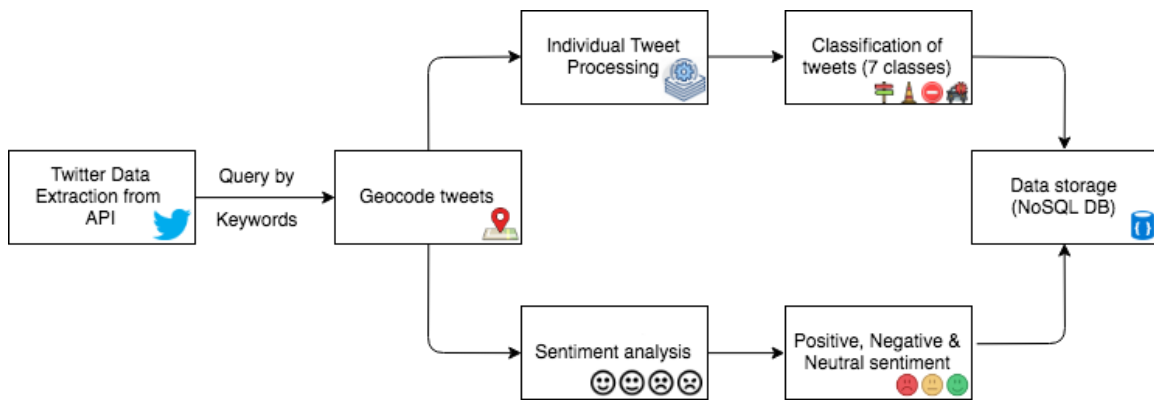 Twitter Data
Extraction from
API
Query by
Keywords
Geocode tweets
Individual Tweet
Processing
Classification of
tweets (7 classes)
Sentiment analysis
Positive, Negative &
Neutral sentiment
Data storage
(NoSQL DB)
{ }